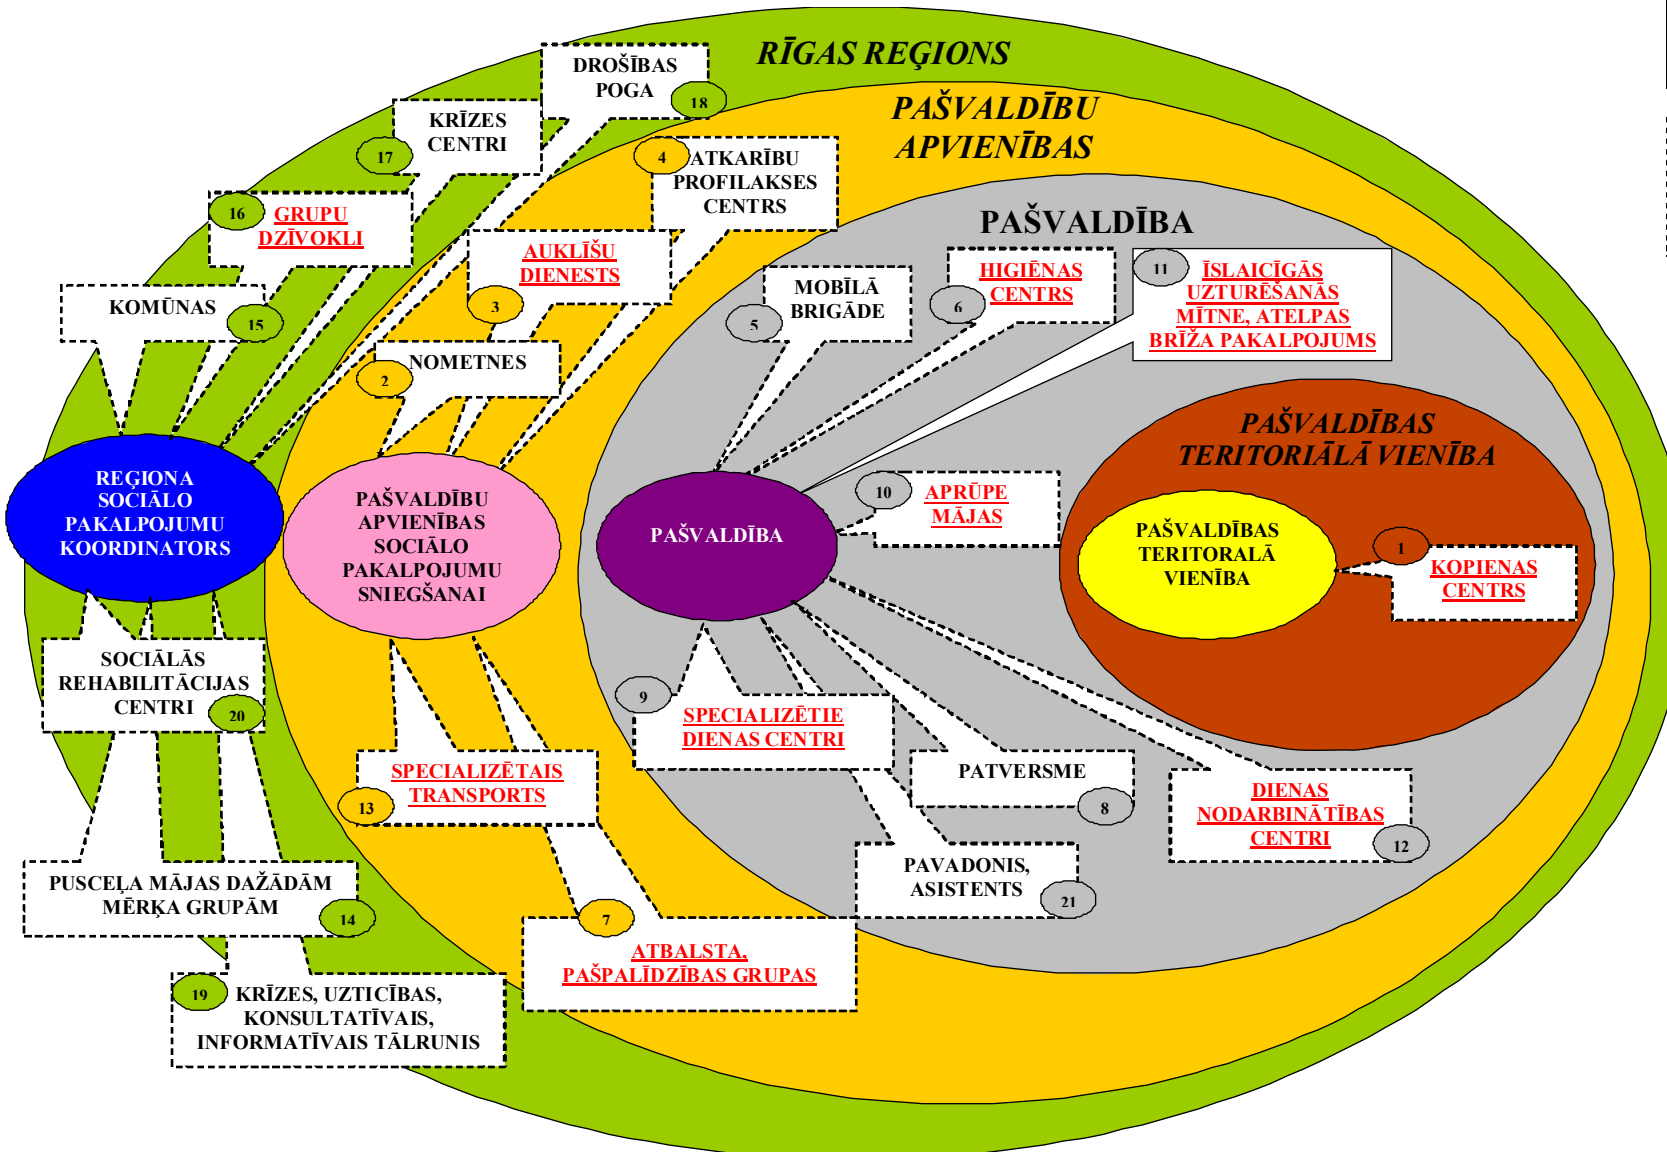 RĪGAS REĢIONS
PAŠVALDĪBU
APVIENĪBAS
PAŠVALDĪBA
PAŠVALDĪBAS
TERITORIĀLĀ VIENĪBA
DROŠĪBAS
POGA
18
KRĪZES
CENTRI
17
4
ATKARĪBU
PROFILAKSES
CENTRS
16
GRUPU
DZĪVOKLI
AUKLĪŠU
DIENESTS
3
KOMŪNAS
15
NOMETNES
2
MOBILĀ
BRIGĀDE
5
HIGIĒNAS
CENTRS
6
11
ĪSLAICĪGĀS
UZTURĒŠANĀS
MĪTNE, ATELPAS
BRĪŽA PAKALPOJUMS
REĢIONA
SOCIĀLO
PAKALPOJUMU
KOORDINATORS
PAŠVALDĪBU
APVIENĪBAS
SOCIĀLO
PAKALPOJUMU
SNIEGŠANAI
PAŠVALDĪBA
10
APRŪPE
MĀJAS
PAŠVALDĪBAS
TERITORALĀ
VIENĪBA
1
KOPIENAS
CENTRS
SOCIĀLĀS
REHABILITĀCIJAS
CENTRI
20
9
SPECIALIZĒTIE
DIENAS CENTRI
SPECIALIZĒTAIS
TRANSPORTS
13
PATVERSME
8
DIENAS
NODARBINĀTĪBAS
CENTRI
12
PUSCEĻA MĀJAS DAŽĀDĀM
MĒRĶA GRUPĀM
14
PAVADONIS,
ASISTENTS
21
7
ATBALSTA,
PAŠPALĪDZĪBAS GRUPAS
19
KRĪZES, UZTICĪBAS,
KONSULTATĪVAIS,
INFORMATĪVAIS TĀLRUNIS